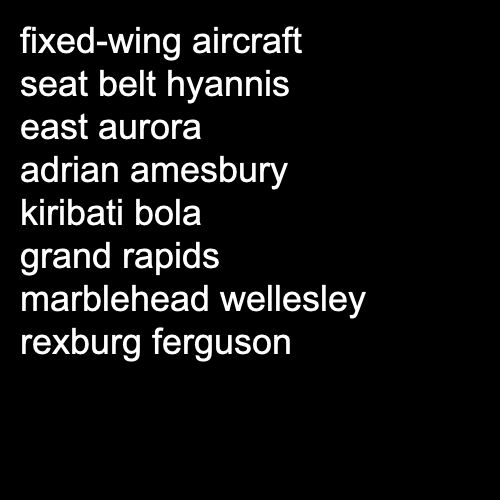 fixed-wing aircraft
seat belt hyannis
east aurora
adrian amesbury
kiribati bola
grand rapids
marblehead wellesley
rexburg ferguson